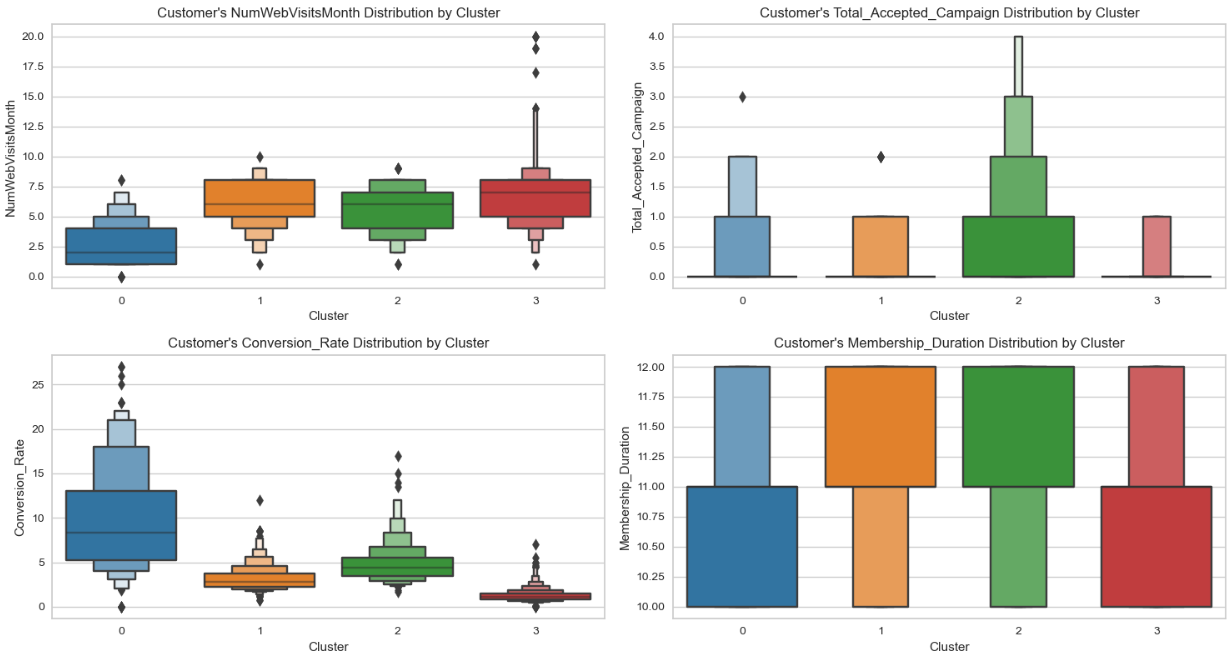 Customer's NumWebVisitsMonth Distribution by Cluster
NumWebVisitsMonth
20.0
17.5
15.0
12.5
10.0
7.5
5.0
2.5
0.0
0 1 2 3
Cluster
Customer's Total_Accepted_Campaign Distribution by Cluster
Total_Accepted_Campaign
4.0
3.5
3.0
2.5
2.0
1.5
1.0
0.5
0.0
0 1 2 3
Cluster
Customer's Conversion_Rate Distribution by Cluster
Conversion_Rate
25
20
15
10
5
0
0 1 2 3
Cluster
Customer's Membership_Duration Distribution by Cluster
Membership_Duration
12.00
11.75
11.50
11.25
11.00
10.75
10.50
10.25
10.00
0 1 2 3
Cluster